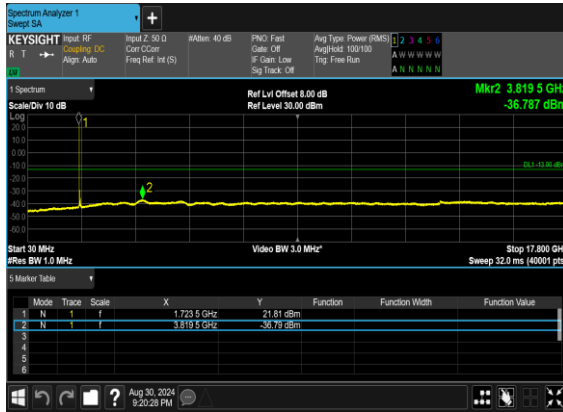 Spectrum Analyzer 1
Swept SA
+
KEYSIGHT Input: RF Input Z: 50 Ω #Atten: 40 dB PNO: Fast Avg Type: Power (RMS) 1 2 3 4 5 6
R T Coupling: DC Corr CCorr Gate: Off Avg|Hold: 100/100 A W W W W W
Align: Auto Freq Ref: Int (S) IF Gain: Low Trig: Free Run
LXI Sig Track: Off A N N N N N
1 Spectrum Mkr2 3.819 5 GHz
Scale/Div 10 dB Ref Lvl Offset 8.00 dB -36.787 dBm
Ref Level 30.00 dBm
Log
20.0
10.0
0.00
-10.0
-20.0
-30.0
-40.0
-50.0
-60.0
1
2
DL1 -13.00 dBm
Start 30 MHz Video BW 3.0 MHz* Stop 17.800 GHz
#Res BW 1.0 MHz Sweep 32.0 ms (40001 pts)
5 Marker Table
Mode Trace Scale X Y Function Function Width Function Value
1 N 1 f 1.723 5 GHz 21.81 dBm
2 N 1 f 3.819 5 GHz -36.79 dBm
3
4
5
6
? Aug 30, 2024
9:20:28 PM